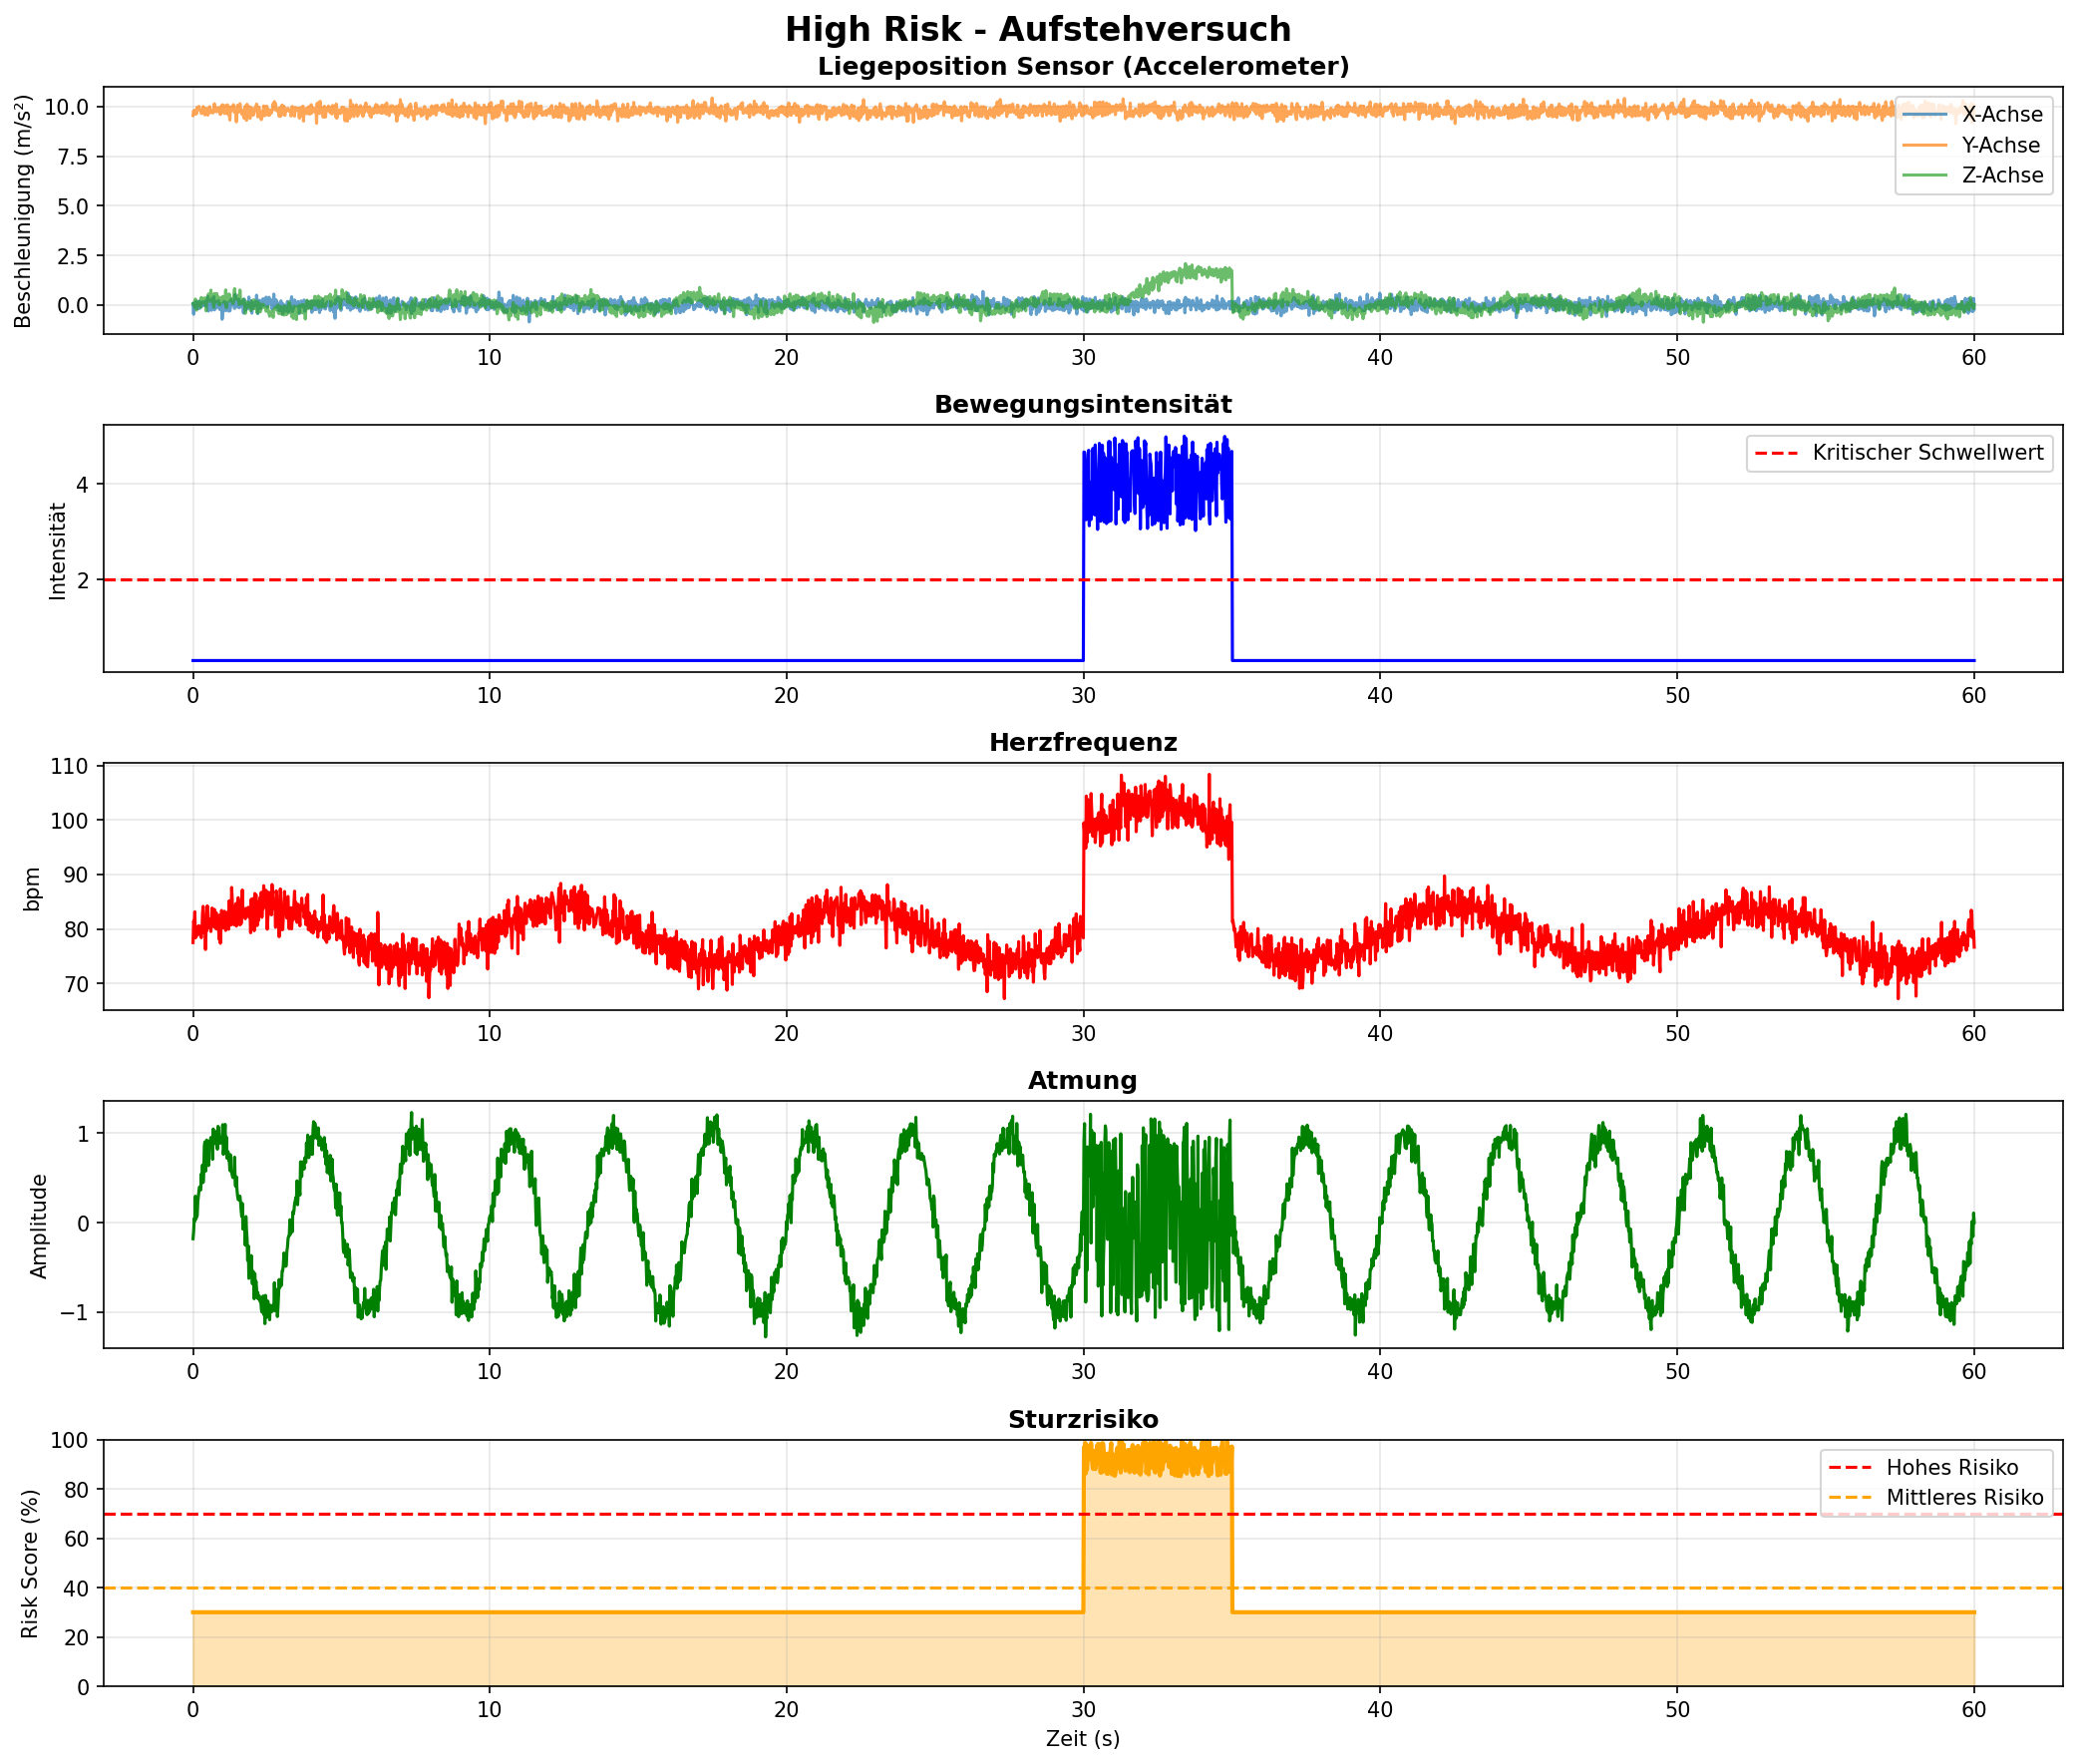 High Risk - Aufstehversuch
Liegeposition Sensor (Accelerometer)
Beschleunigung (m/s²)
10.0
7.5
5.0
2.5
0.0
X-Achse
Y-Achse
Z-Achse
0 10 20 30 40 50 60
Bewegungsintensität
Intensität
4
2
Kritischer Schwellwert
0 10 20 30 40 50 60
Herzfrequenz
bpm
110
100
90
80
70
0 10 20 30 40 50 60
Atmung
Amplitude
1
0
−1
0 10 20 30 40 50 60
Sturzrisiko
Risk Score (%)
100
80
60
40
20
0
Hohes Risiko
Mittleres Risiko
0 10 20 30 40 50 60
Zeit (s)